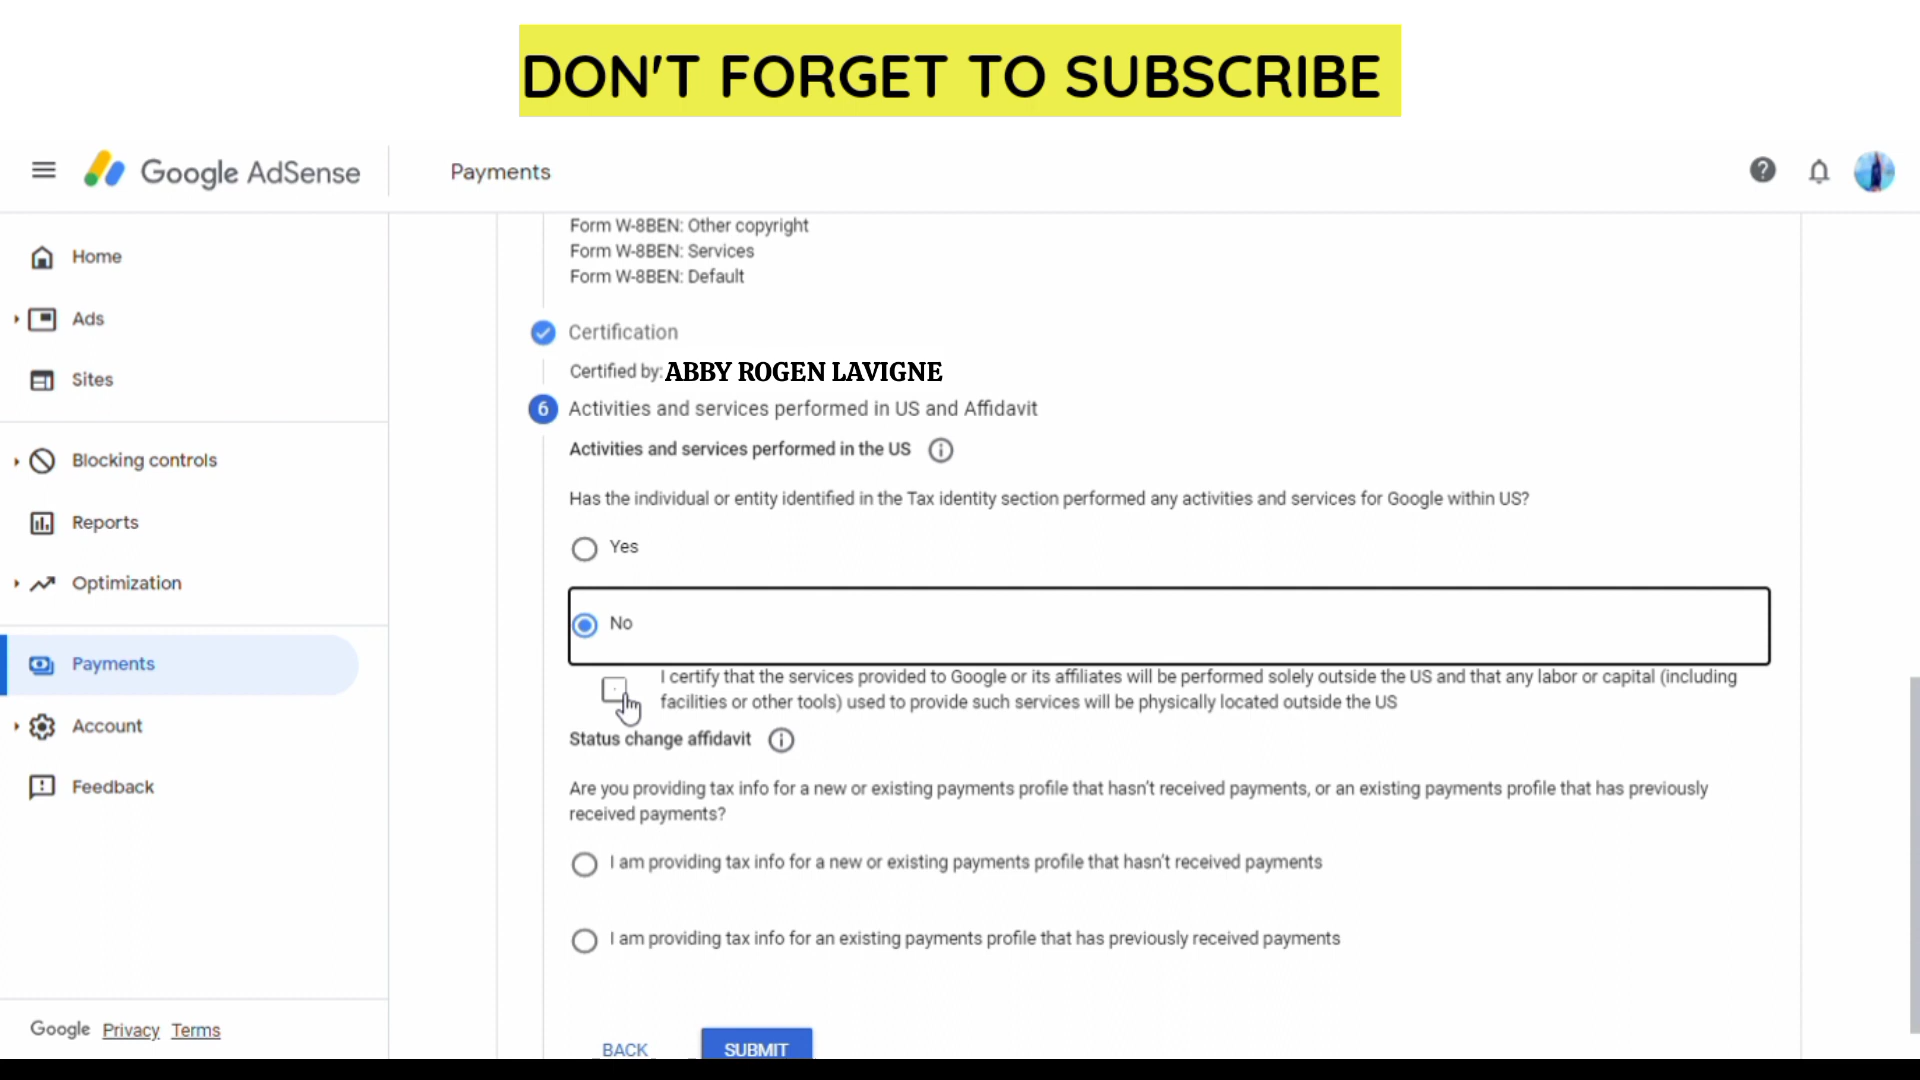 DON'T FORGET TO SUBSCRIBE
Google AdSense
Payments
Home
Ads
Sites
Blocking controls
Reports
Optimization
Payments
Account
Feedback
Google Privacy Terms
Form W-8BEN: Other copyright
Form W-8BEN: Services
Form W-8BEN: Default
Certification
Certified by: ABBY ROGEN LAVIGNE
6 Activities and services performed in US and Affidavit
Activities and services performed in the US
Has the individual or entity identified in the Tax identity section performed any activities and services for Google within US?
Yes
No
I certify that the services provided to Google or its affiliates will be performed solely outside the US and that any labor or capital (including
facilities or other tools) used to provide such services will be physically located outside the US
Status change affidavit
Are you providing tax info for a new or existing payments profile that hasn't received payments, or an existing payments profile that has previously
received payments?
I am providing tax info for a new or existing payments profile that hasn't received payments
I am providing tax info for an existing payments profile that has previously received payments
BACK
SUBMIT